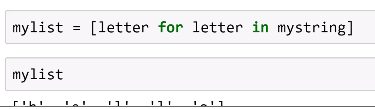 mylist = [letter for letter in mystring]
mylist
['h', 'e', 'l', 'l', 'o']